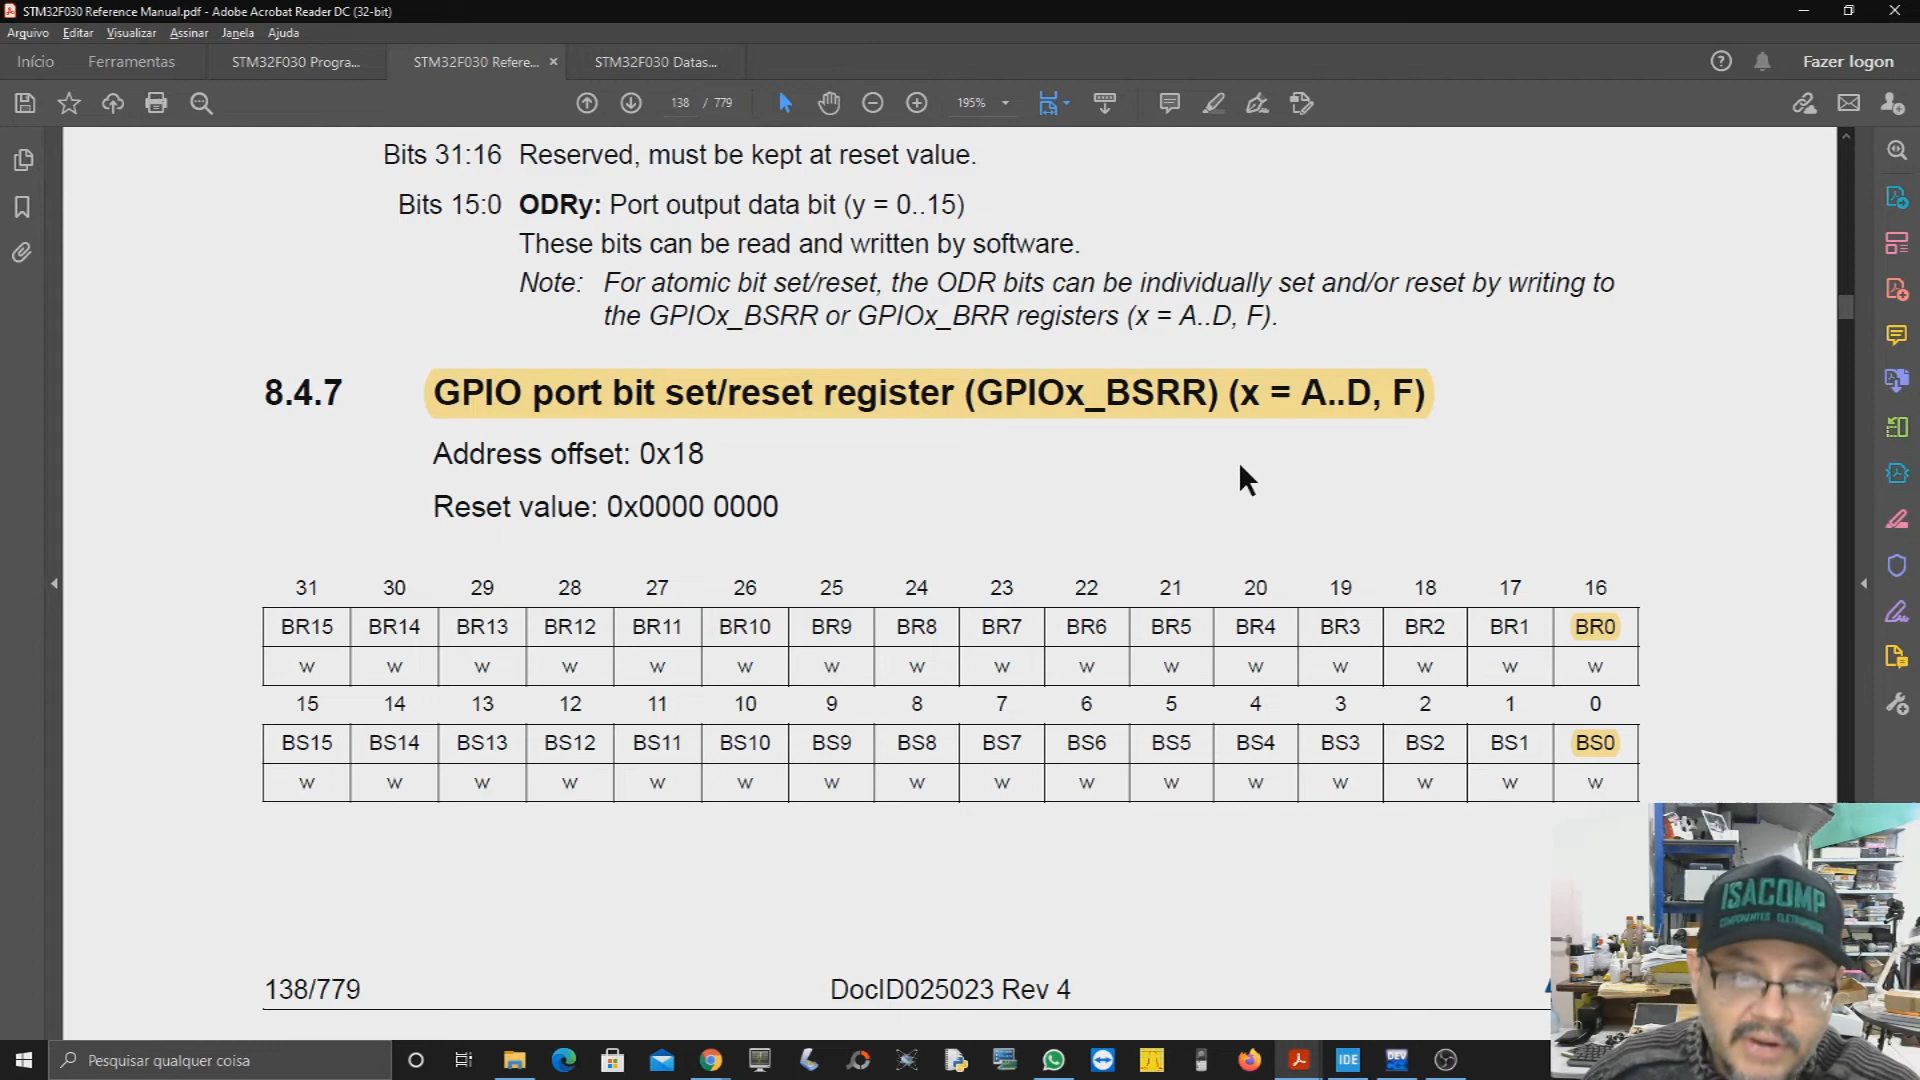 STM32F030 Reference Manual.pdf - Adobe Acrobat Reader DC (32-bit)
Arquivo Editar Visualizar Assinar Janela Ajuda
Início Ferramentas STM32F030 Progra... STM32F030 Refere... × STM32F030 Datas... Fazer logon
138 / 779 195%
Bits 31:16 Reserved, must be kept at reset value.
Bits 15:0 ODRy: Port output data bit (y = 0..15)
These bits can be read and written by software.
Note: For atomic bit set/reset, the ODR bits can be individually set and/or reset by writing to
the GPIOx_BSRR or GPIOx_BRR registers (x = A..D, F).
8.4.7 GPIO port bit set/reset register (GPIOx_BSRR) (x = A..D, F)
Address offset: 0x18
Reset value: 0x0000 0000
31 30 29 28 27 26 25 24 23 22 21 20 19 18 17 16
BR15 BR14 BR13 BR12 BR11 BR10 BR9 BR8 BR7 BR6 BR5 BR4 BR3 BR2 BR1 BR0
w w w w w w w w w w w w w w w w
15 14 13 12 11 10 9 8 7 6 5 4 3 2 1 0
BS15 BS14 BS13 BS12 BS11 BS10 BS9 BS8 BS7 BS6 BS5 BS4 BS3 BS2 BS1 BS0
w w w w w w w w w w w w w w w w
ISACOMP
COMPONENTES ELETRÔNICOS
138/779 DocID025023 Rev 4
Pesquisar qualquer coisa
IDE DEV